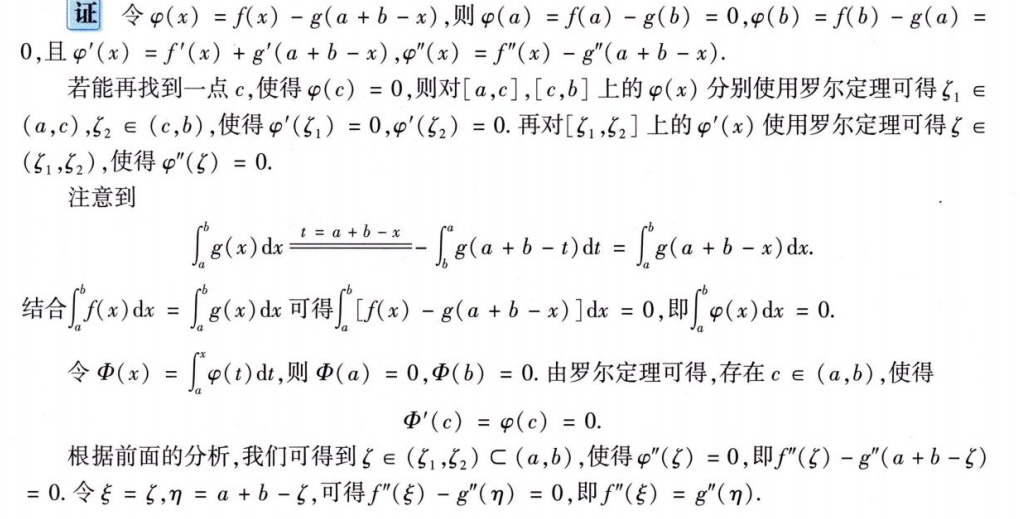 证 令 φ(x) = f(x) - g(a + b - x),则 φ(a) = f(a) - g(b) = 0,φ(b) = f(b) - g(a) =
0,且 φ′(x) = f′(x) + g′(a + b - x),φ″(x) = f″(x) - g″(a + b - x).
若能再找到一点 c,使得 φ(c) = 0,则对[a,c],[c,b] 上的 φ(x) 分别使用罗尔定理可得 ζ₁ ∈
(a,c),ζ₂ ∈ (c,b),使得 φ′(ζ₁) = 0,φ′(ζ₂) = 0. 再对[ζ₁,ζ₂] 上的 φ′(x) 使用罗尔定理可得 ζ ∈
(ζ₁,ζ₂),使得 φ″(ζ) = 0.
注意到
∫ₐᵇ g(x)dx ==(t = a + b - x)== -∫_b^a g(a + b - t)dt = ∫ₐᵇ g(a + b - x)dx.
结合∫ₐᵇ f(x)dx = ∫ₐᵇ g(x)dx 可得∫ₐᵇ [f(x) - g(a + b - x)]dx = 0,即∫ₐᵇ φ(x)dx = 0.
令 Φ(x) = ∫ₐˣ φ(t)dt,则 Φ(a) = 0,Φ(b) = 0. 由罗尔定理可得,存在 c ∈ (a,b),使得
Φ′(c) = φ(c) = 0.
根据前面的分析,我们可得到 ζ ∈ (ζ₁,ζ₂) ⊂ (a,b),使得 φ″(ζ) = 0,即 f″(ζ) - g″(a + b - ζ)
= 0. 令 ξ = ζ,η = a + b - ζ,可得 f″(ξ) - g″(η) = 0,即 f″(ξ) = g″(η).